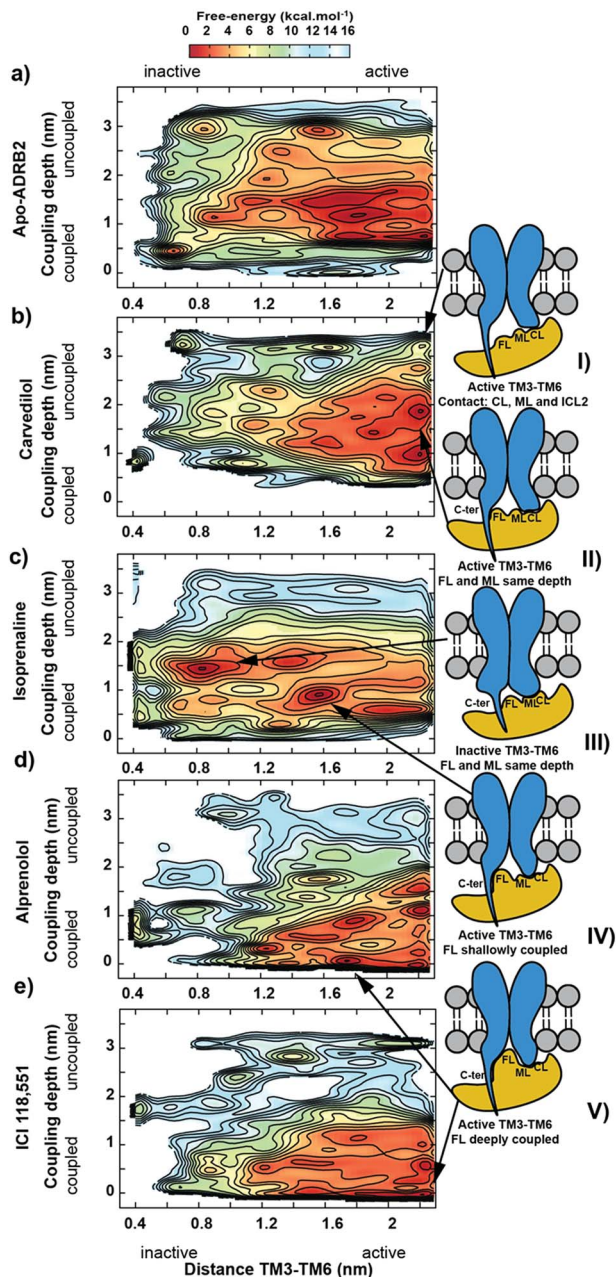 Free-energy (kcal.mol⁻¹)
0 2 4 6 8 10 12 14 16
inactive active
a)
Apo-ADRB2
Coupling depth (nm)
coupled uncoupled
3
2
1
0
0.4 0.8 1.2 1.6 2
b)
Carvedilol
Coupling depth (nm)
coupled uncoupled
3
2
1
0
0.4 0.8 1.2 1.6 2
c)
Isoprenaline
Coupling depth (nm)
coupled uncoupled
3
2
1
0
0.4 0.8 1.2 1.6 2
d)
Alprenolol
Coupling depth (nm)
coupled uncoupled
3
2
1
0
0.4 0.8 1.2 1.6 2
e)
ICI 118,551
Coupling depth (nm)
coupled uncoupled
3
2
1
0
0.4 0.8 1.2 1.6 2
inactive active
Distance TM3-TM6 (nm)
FL ML CL
I)
Active TM3-TM6
Contact: CL, ML and ICL2
C-ter FL ML CL
II)
Active TM3-TM6
FL and ML same depth
C-ter FL ML CL
III)
Inactive TM3-TM6
FL and ML same depth
C-ter FL ML CL
IV)
Active TM3-TM6
FL shallowly coupled
C-ter FL ML CL
V)
Active TM3-TM6
FL deeply coupled